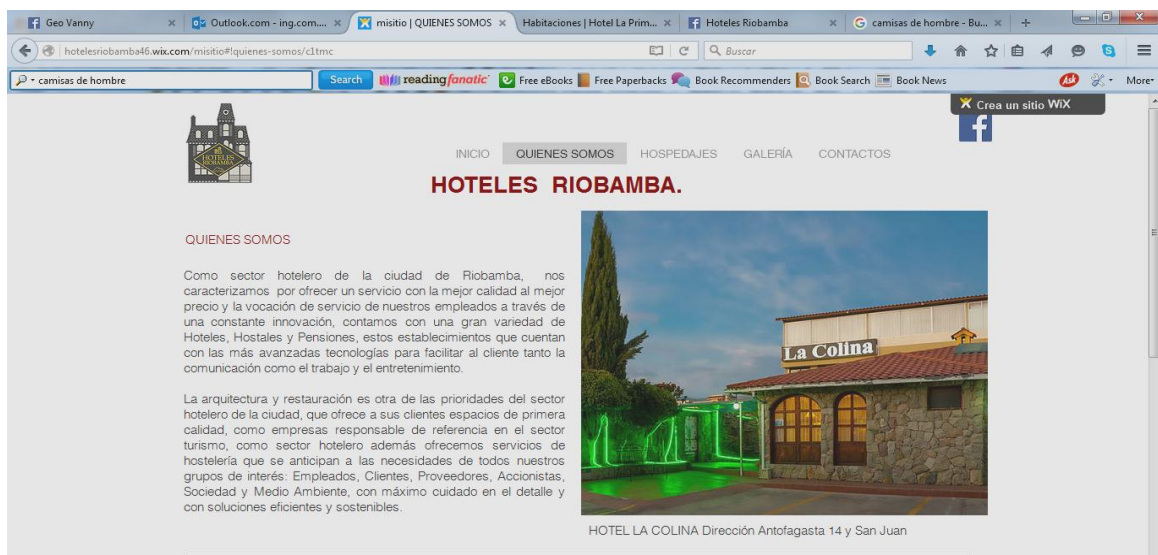 Geo Vanny
Outlook.com - ing.com....
misitio | QUIENES SOMOS
Habitaciones | Hotel La Prim...
Hoteles Riobamba
camisas de hombre - Bu...
hotelesriobamba46.wix.com/misitio#!quienes-somos/c1tmc
Buscar
camisas de hombre
Search
readingfanatic
Free eBooks
Free Paperbacks
Book Recommenders
Book Search
Book News
Ask
More
Crea un sitio WiX
HOTELES
RIOBAMBA
INICIO QUIENES SOMOS HOSPEDAJES GALERÍA CONTACTOS
HOTELES RIOBAMBA.
QUIENES SOMOS
Como sector hotelero de la ciudad de Riobamba, nos
caracterizamos por ofrecer un servicio con la mejor calidad al mejor
precio y la vocación de servicio de nuestros empleados a través de
una constante innovación, contamos con una gran variedad de
Hoteles, Hostales y Pensiones, estos establecimientos que cuentan
con las más avanzadas tecnologías para facilitar al cliente tanto la
comunicación como el trabajo y el entretenimiento.
La arquitectura y restauración es otra de las prioridades del sector
hotelero de la ciudad, que ofrece a sus clientes espacios de primera
calidad, como empresas responsable de referencia en el sector
turismo, como sector hotelero además ofrecemos servicios de
hostelería que se anticipan a las necesidades de todos nuestros
grupos de interés: Empleados, Clientes, Proveedores, Accionistas,
Sociedad y Medio Ambiente, con máximo cuidado en el detalle y
con soluciones eficientes y sostenibles.
La Colina
HOTEL LA COLINA Dirección Antofagasta 14 y San Juan